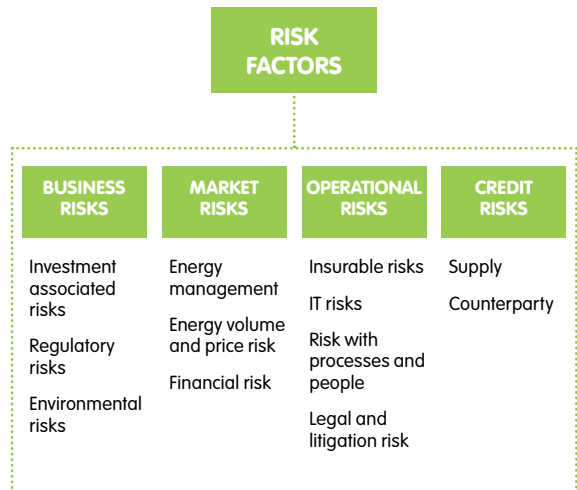 RISK
FACTORS
BUSINESS
RISKS
Investment
associated
risks
Regulatory
risks
Environmental
risks
MARKET
RISKS
Energy
management
Energy volume
and price risk
Financial risk
OPERATIONAL
RISKS
Insurable risks
IT risks
Risk with
processes and
people
Legal and
litigation risk
CREDIT
RISKS
Supply
Counterparty